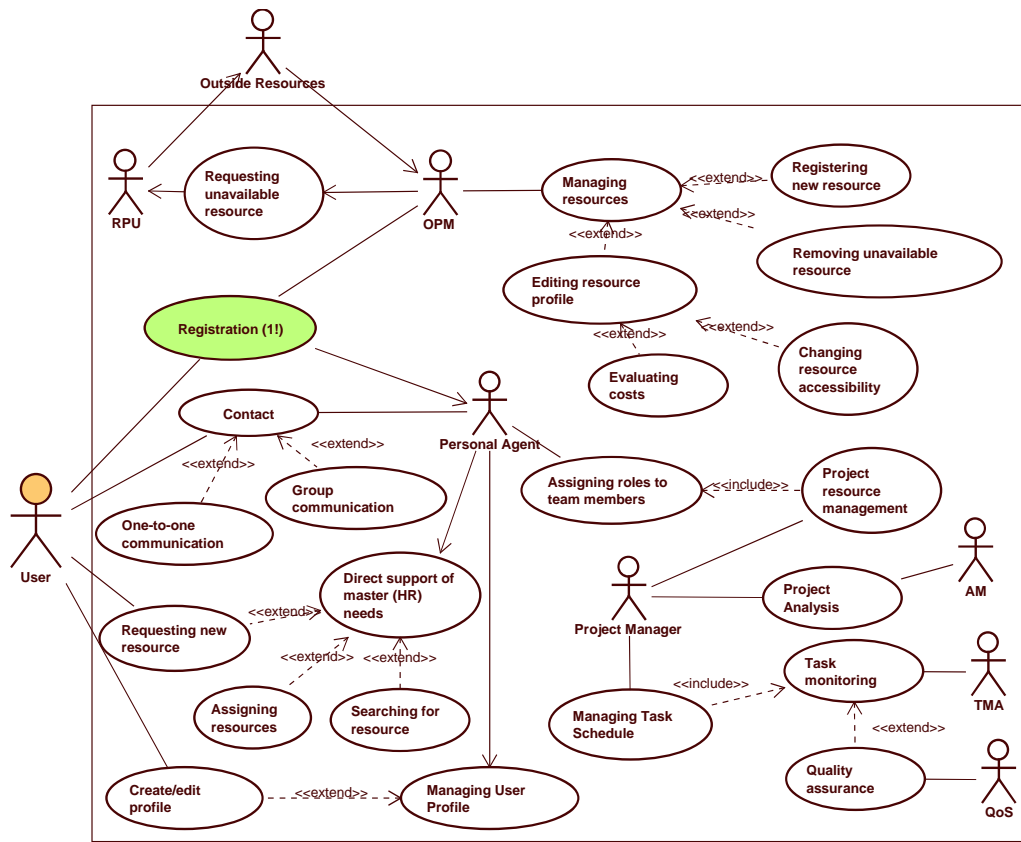 Outside Resources
RPU
Requesting
unavailable
resource
OPM
Managing
resources
<<extend>>
Registering
new resource
<<extend>>
<<extend>>
Removing unavailable
resource
Editing resource
profile
Registration (1!)
<<extend>>
<<extend>>
Changing
resource
accessibility
Evaluating
costs
Contact
Personal Agent
<<extend>>
<<extend>>
Group
communication
One-to-one
communication
Assigning roles to
team members
<<include>>
Project
resource
management
User
Direct support of
master (HR)
needs
Project Manager
Project
Analysis
AM
Requesting new
resource
<<extend>>
<<extend>>
<<extend>>
Assigning
resources
Searching for
resource
Task
monitoring
TMA
<<include>>
Managing Task
Schedule
<<extend>>
Create/edit
profile
<<extend>>
Managing User
Profile
Quality
assurance
QoS